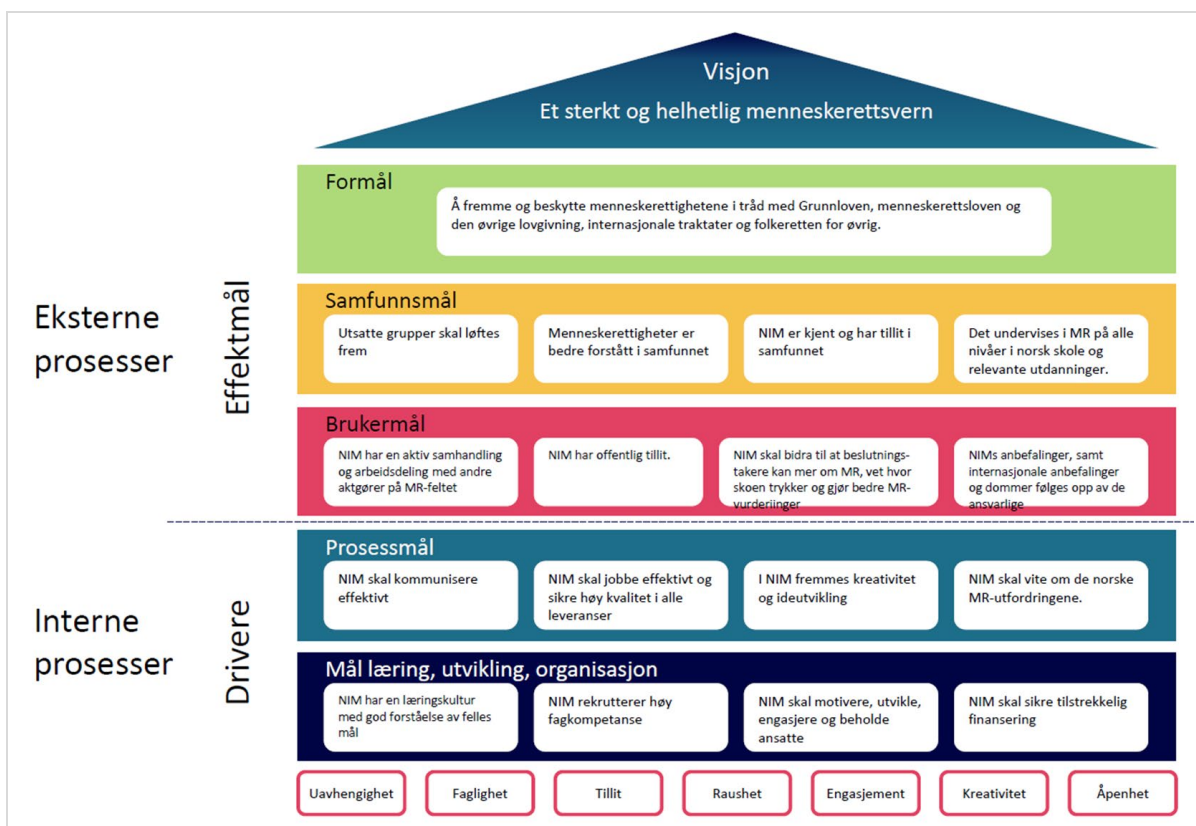 Visjon
Et sterkt og helhetlig menneskerettsvern
Formål
Å fremme og beskytte menneskerettighetene i tråd med Grunnloven, menneskerettsloven og
den øvrige lovgivning, internasjonale traktater og folkeretten for øvrig.
Eksterne
prosesser
Effektmål
Samfunnsmål
Utsatte grupper skal løftes
frem
Menneskerettigheter er
bedre forstått i samfunnet
NIM er kjent og har tillit i
samfunnet
Det undervises i MR på alle
nivåer i norsk skole og
relevante utdanninger.
Brukermål
NIM har en aktiv samhandling
og arbeidsdeling med andre
aktgører på MR-feltet
NIM har offentlig tillit.
NIM skal bidra til at beslutnings-
takere kan mer om MR, vet hvor
skoen trykker og gjør bedre MR-
vurderiinger
NIMs anbefalinger, samt
internasjonale anbefalinger
og dommer følges opp av de
ansvarlige
Interne
prosesser
Drivere
Prosessmål
NIM skal kommunisere
effektivt
NIM skal jobbe effektivt og
sikre høy kvalitet i alle
leveranser
I NIM fremmes kreativitet
og ideutvikling
NIM skal vite om de norske
MR-utfordringene.
Mål læring, utvikling, organisasjon
NIM har en læringskultur
med god forståelse av felles
mål
NIM rekrutterer høy
fagkompetanse
NIM skal motivere, utvikle,
engasjere og beholde
ansatte
NIM skal sikre tilstrekkelig
finansering
Uavhengighet
Faglighet
Tillit
Raushet
Engasjement
Kreativitet
Åpenhet